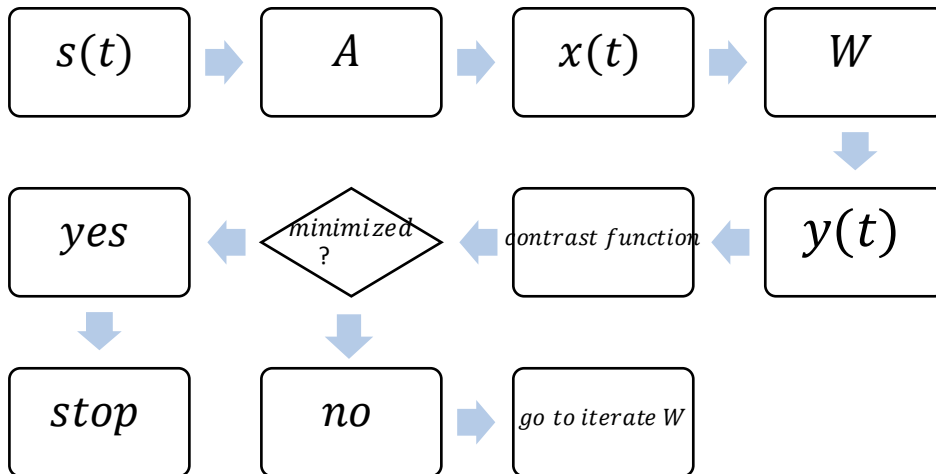 s(t)
A
x(t)
W
yes
minimized
?
contrast function
y(t)
stop
no
go to iterate W